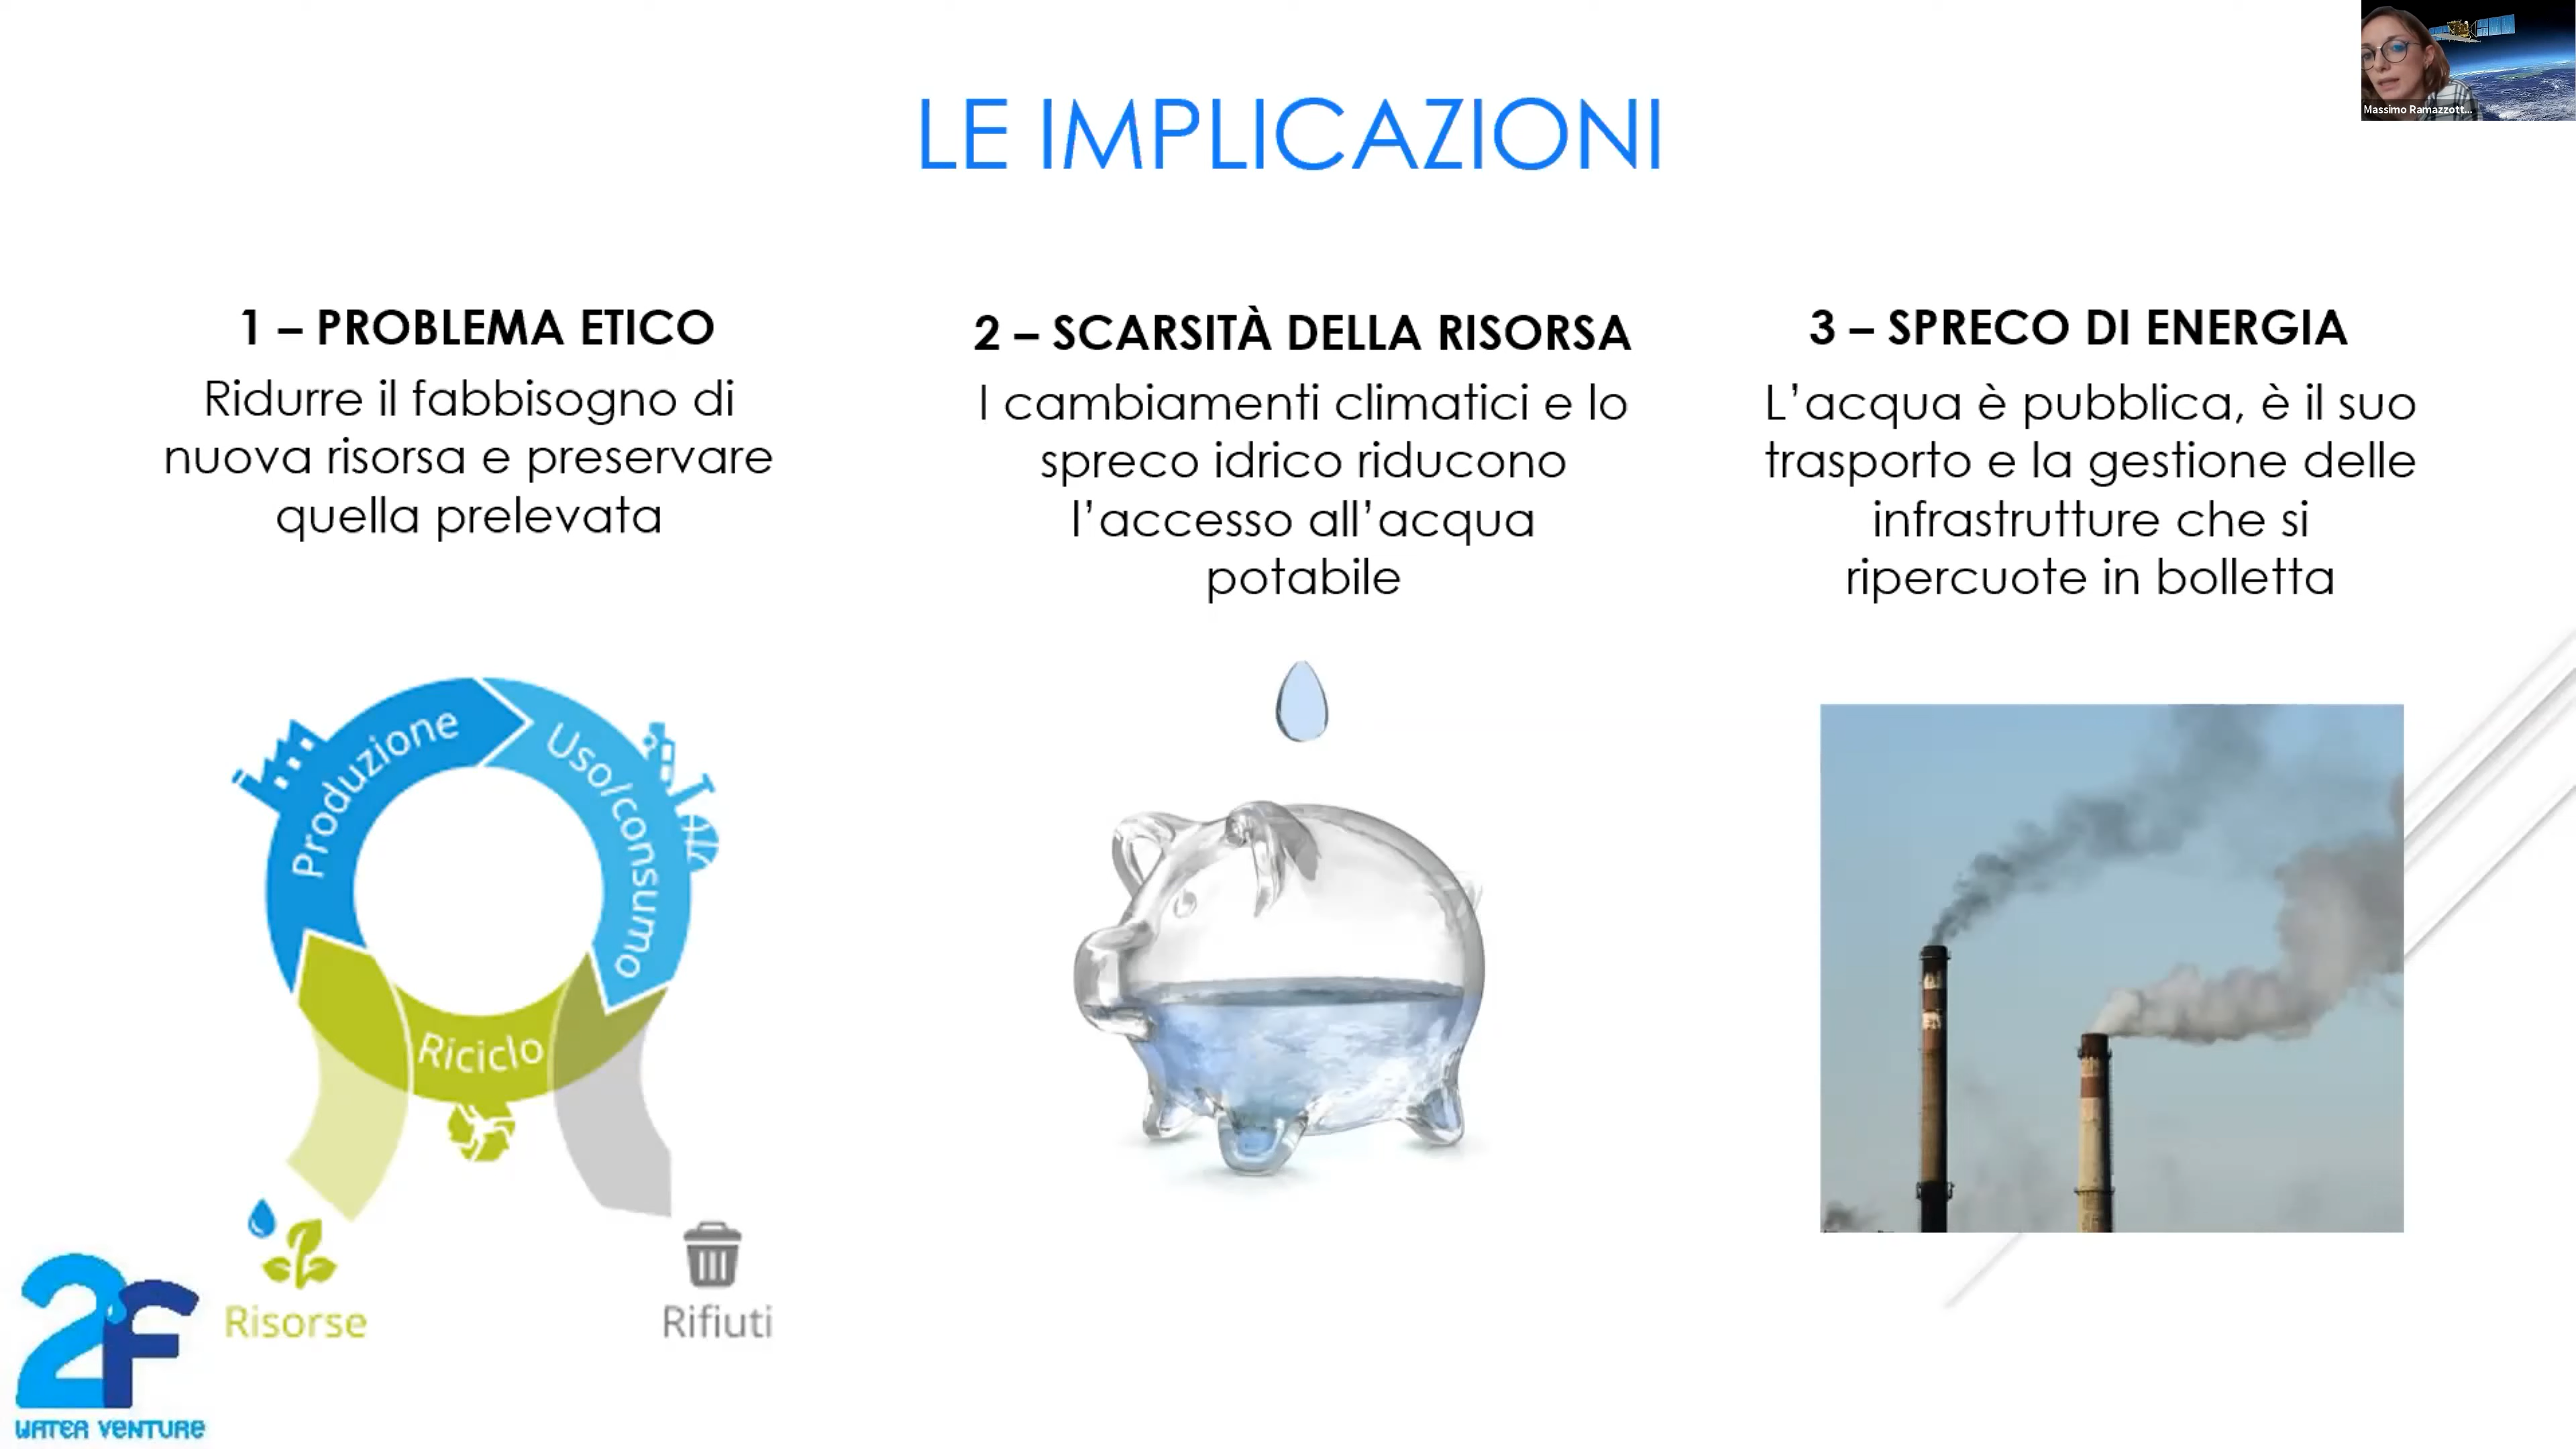 LE IMPLICAZIONI
Massimo Ramazzott...
1 – PROBLEMA ETICO
Ridurre il fabbisogno di
nuova risorsa e preservare
quella prelevata
2 – SCARSITÀ DELLA RISORSA
I cambiamenti climatici e lo
spreco idrico riducono
l'accesso all'acqua
potabile
3 – SPRECO DI ENERGIA
L'acqua è pubblica, è il suo
trasporto e la gestione delle
infrastrutture che si
ripercuote in bolletta
Produzione
Uso/consumo
Riciclo
Risorse
Rifiuti
2F
WATER VENTURE